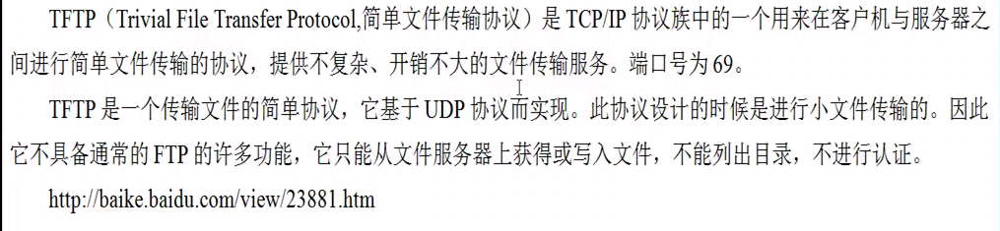 TFTP（Trivial File Transfer Protocol,简单文件传输协议）是 TCP/IP 协议族中的一个用来在客户机与服务器之
间进行简单文件传输的协议，提供不复杂、开销不大的文件传输服务。端口号为 69。
TFTP 是一个传输文件的简单协议，它基于 UDP 协议而实现。此协议设计的时候是进行小文件传输的。因此
它不具备通常的 FTP 的许多功能，它只能从文件服务器上获得或写入文件，不能列出目录，不进行认证。
http://baike.baidu.com/view/23881.htm